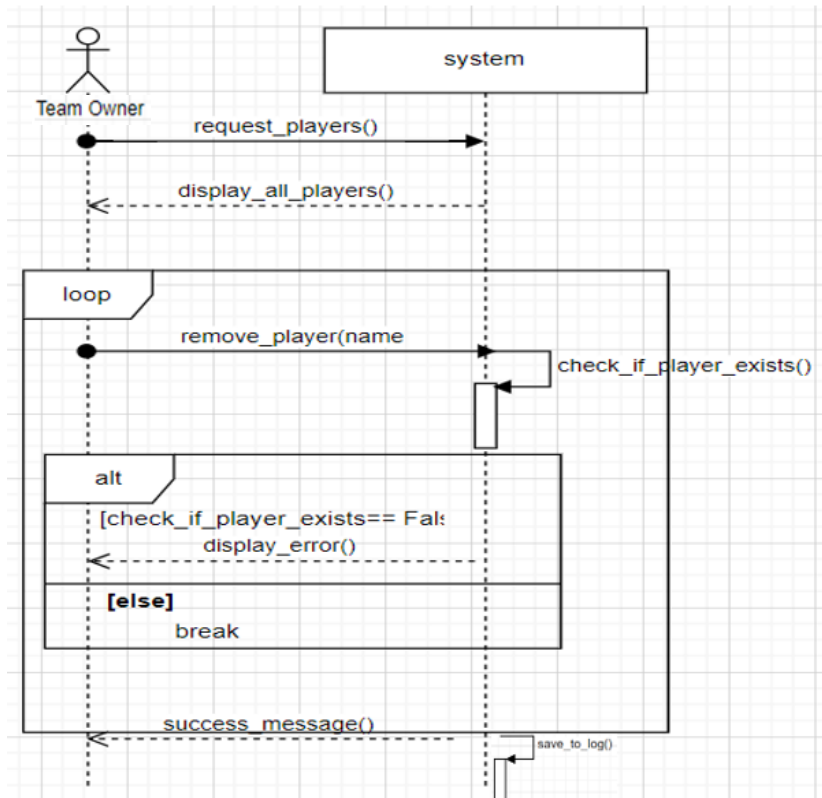 system
Team Owner
request_players()
display_all_players()
loop
remove_player(name
check_if_player_exists()
alt
[check_if_player_exists== Fals
display_error()
[else]
break
success_message()
save_to_log()